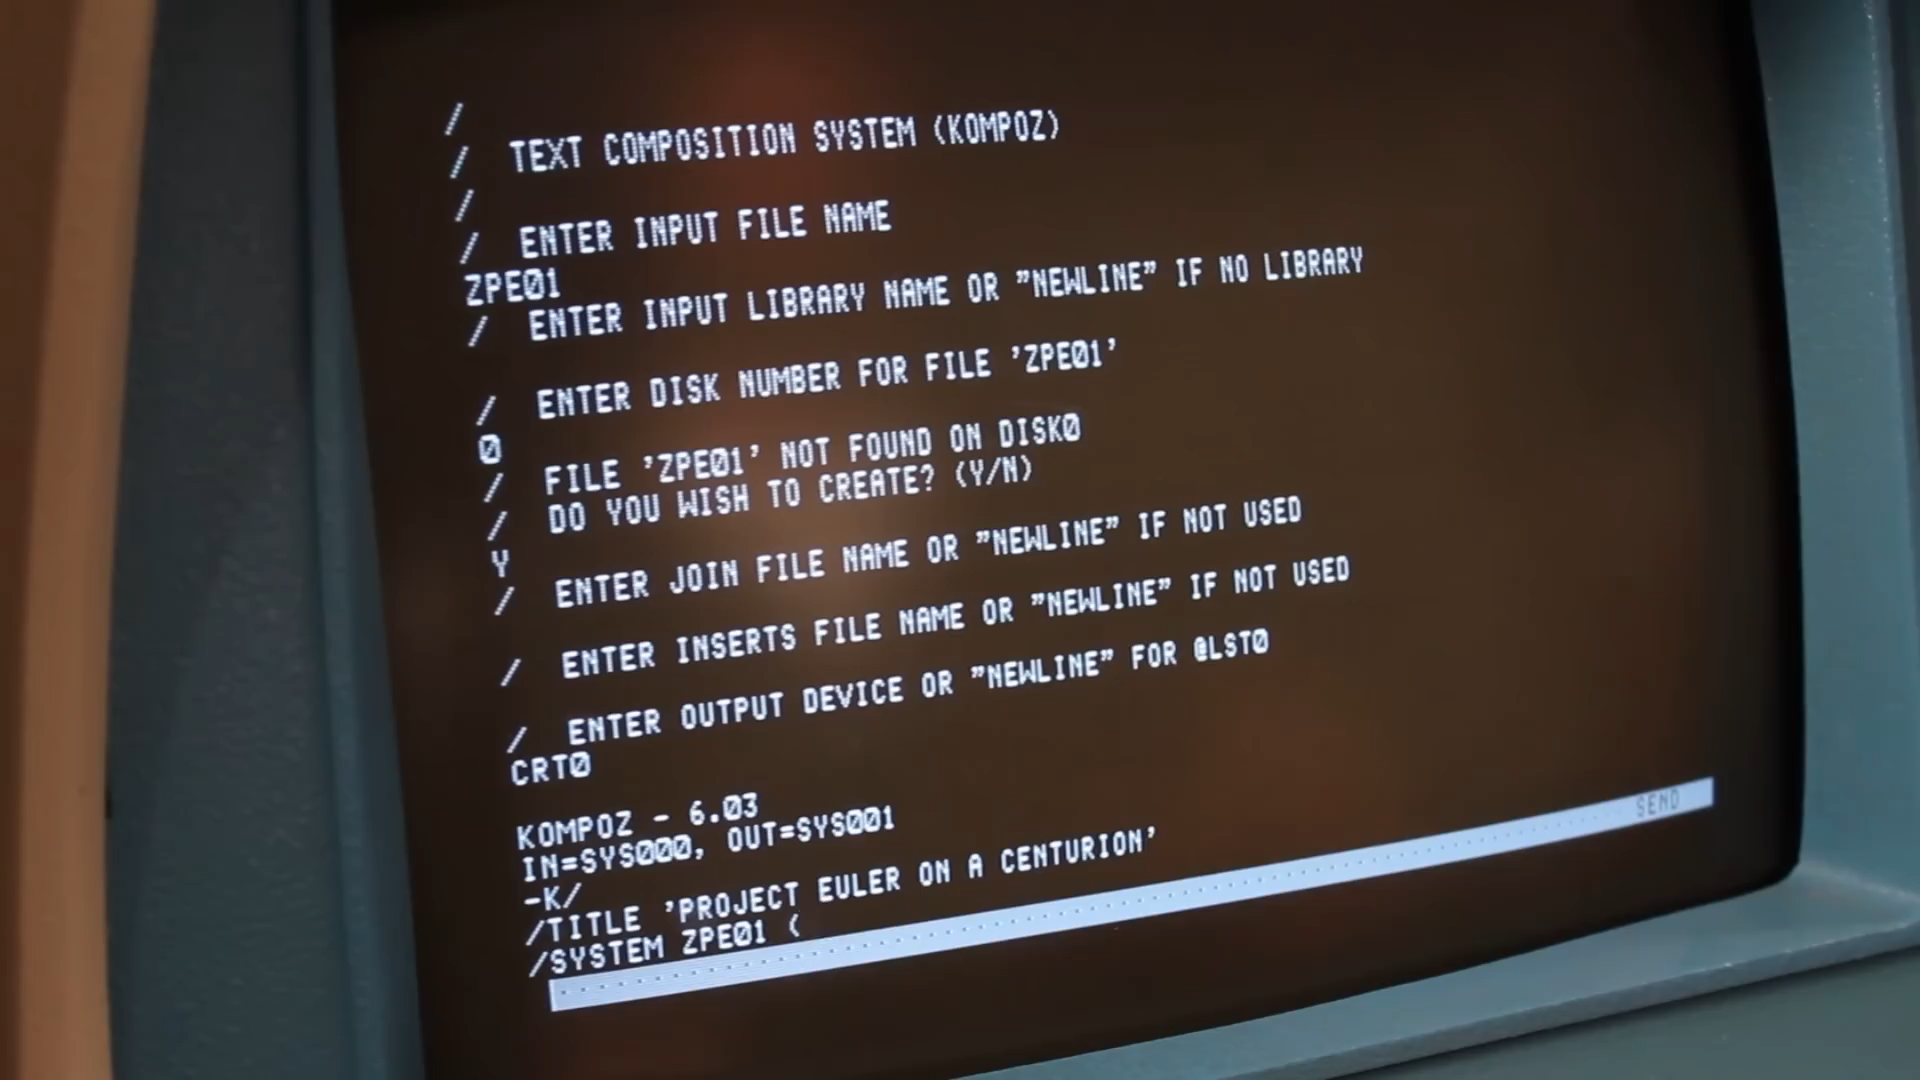 /
/  TEXT COMPOSITION SYSTEM (KOMPOZ)
/
/  ENTER INPUT FILE NAME
ZPE01
/  ENTER INPUT LIBRARY NAME OR "NEWLINE" IF NO LIBRARY
/  ENTER DISK NUMBER FOR FILE 'ZPE01'
0
/  FILE 'ZPE01' NOT FOUND ON DISK0
/  DO YOU WISH TO CREATE? (Y/N)
Y
/  ENTER JOIN FILE NAME OR "NEWLINE" IF NOT USED
/  ENTER INSERTS FILE NAME OR "NEWLINE" IF NOT USED
/  ENTER OUTPUT DEVICE OR "NEWLINE" FOR @LST0
CRT0
KOMPOZ - 6.03
IN=SYS000, OUT=SYS001
-K/
/TITLE 'PROJECT EULER ON A CENTURION'
/SYSTEM ZPE01 (
SEND